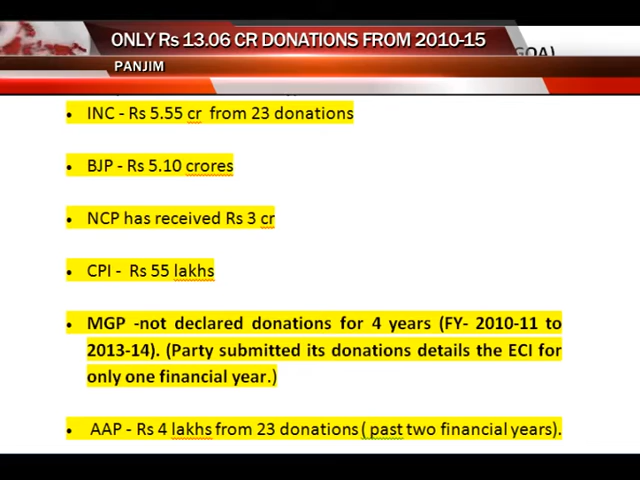 ONLY Rs 13.06 CR DONATIONS FROM 2010-15
GOA)
PANJIM
• INC - Rs 5.55 cr from 23 donations
• BJP - Rs 5.10 crores
• NCP has received Rs 3 cr
• CPI - Rs 55 lakhs
• MGP -not declared donations for 4 years (FY- 2010-11 to
2013-14). (Party submitted its donations details the ECI for
only one financial year.)
• AAP - Rs 4 lakhs from 23 donations ( past two financial years).